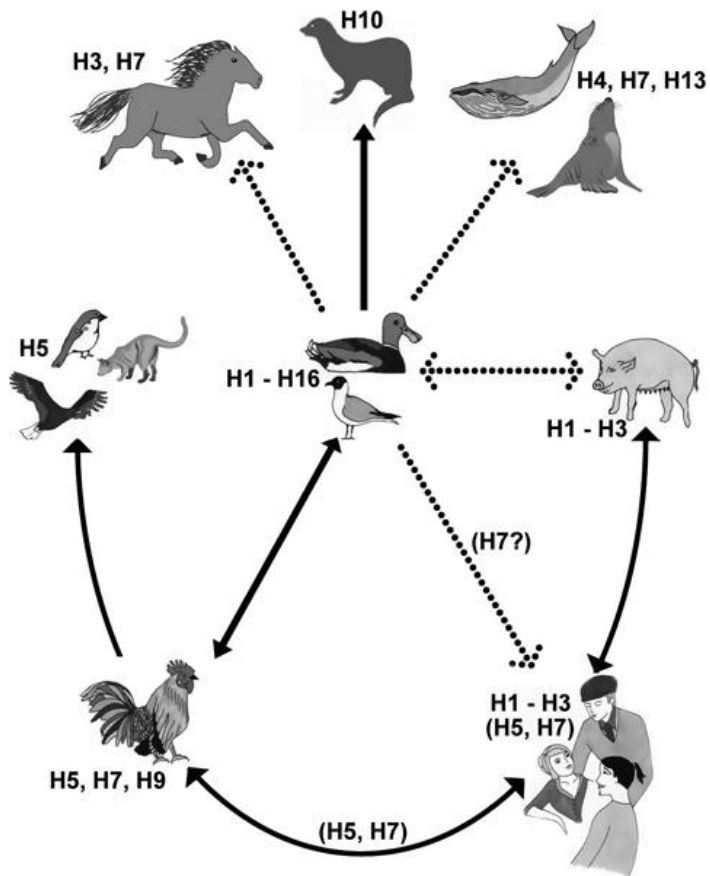 H10
H3, H7
H4, H7, H13
H5
H1 - H16
H1 - H3
(H7?)
H1 - H3
(H5, H7)
H5, H7, H9
(H5, H7)